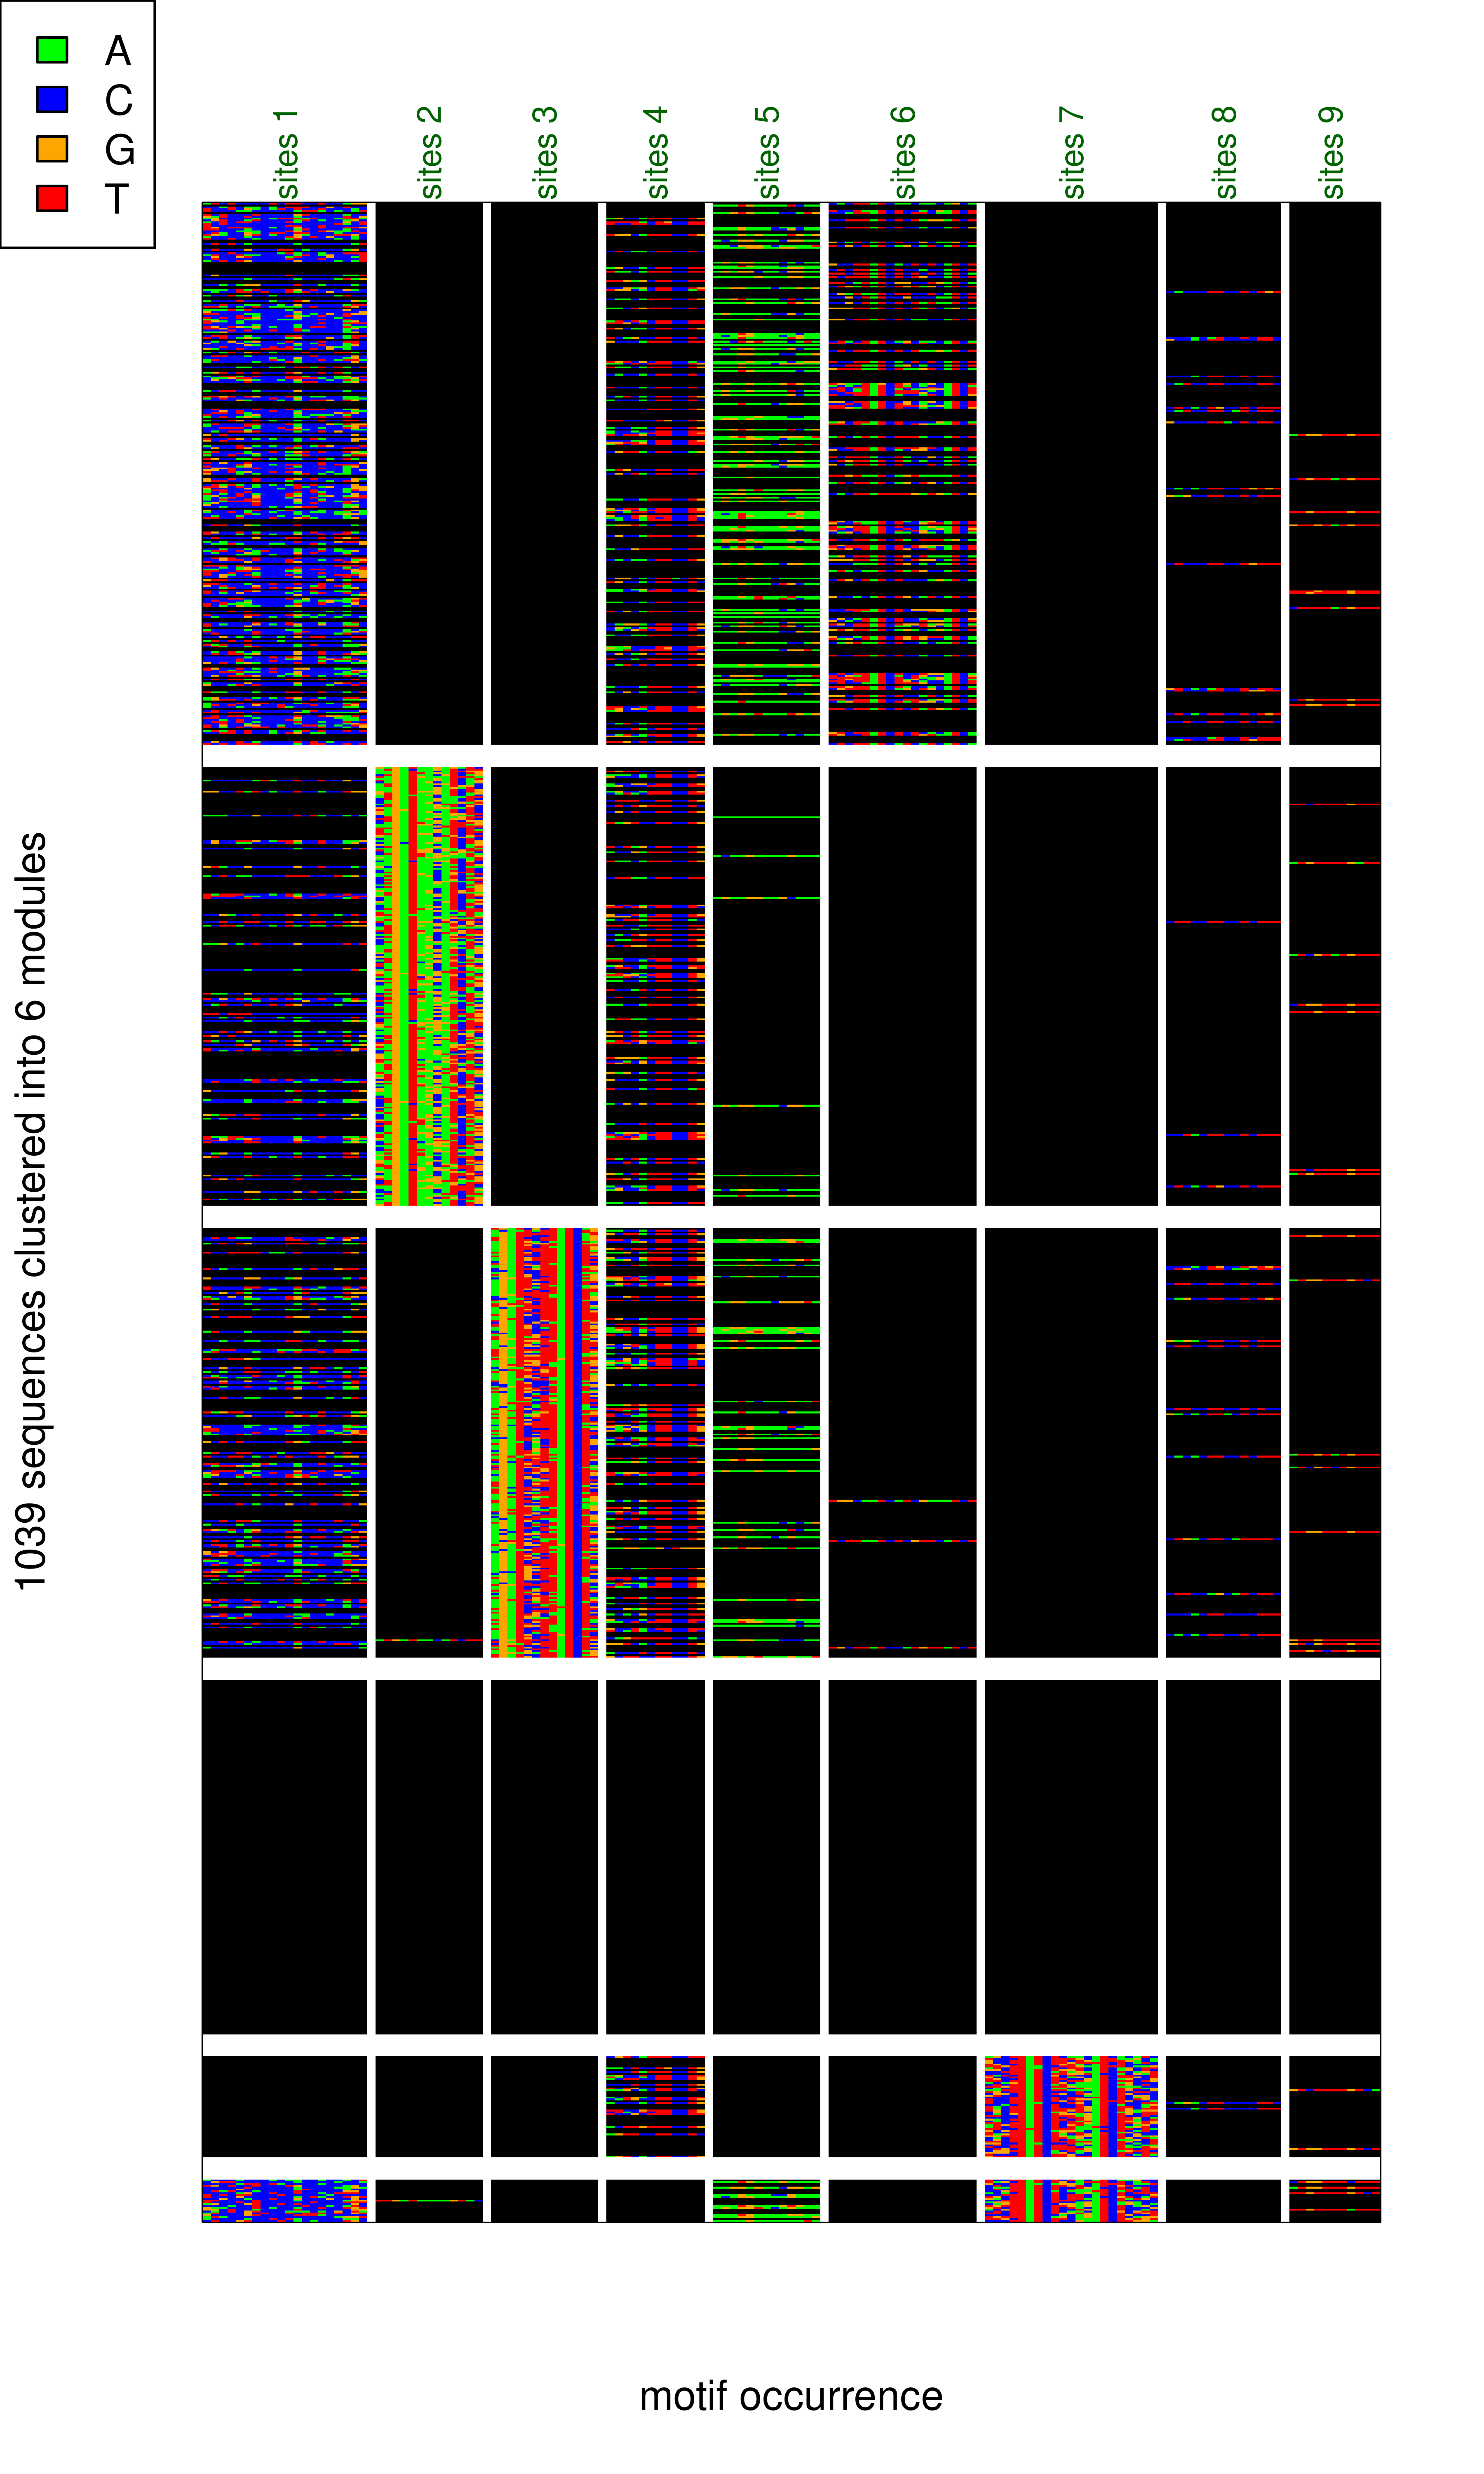 A
C
G
T
sites 1
sites 2
sites 3
sites 4
sites 5
sites 6
sites 7
sites 8
sites 9
1039 sequences clustered into 6 modules
motif occurrence